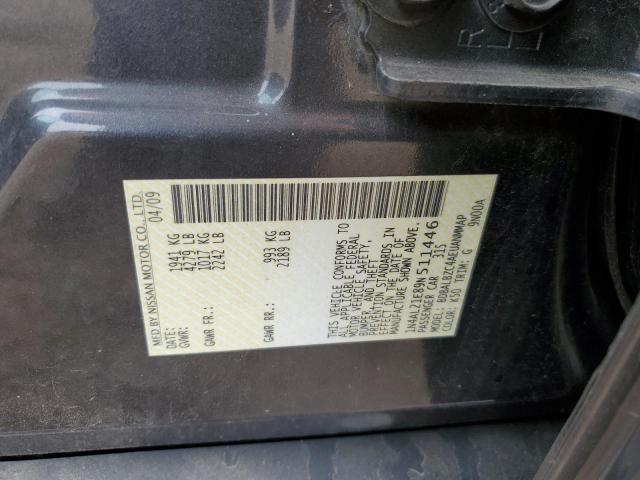 MFD BY NISSAN MOTOR CO., LTD.
DATE: 04/09
GVWR: 1941 KG
4279 LB
GAWR FR.: 1017 KG
2242 LB
GAWR RR.: 993 KG
2189 LB
THIS VEHICLE CONFORMS TO
ALL APPLICABLE FEDERAL
MOTOR VEHICLE SAFETY,
BUMPER, AND THEFT
PREVENTION STANDARDS IN
EFFECT ON THE DATE OF
MANUFACTURE SHOWN ABOVE.
1N4AL21E89N511446
PASSENGER CAR 315
MODEL: BDBALBZC4AEUANWMAP
COLOR: K50 TRIM: G 9N00A
R